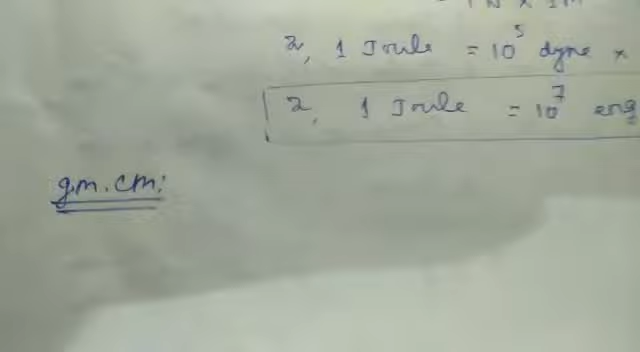 1 N × 1 m
2, 1 Joule = 10⁵ dyne ×
2, 1 Joule = 10⁷ erg
gm.cm: